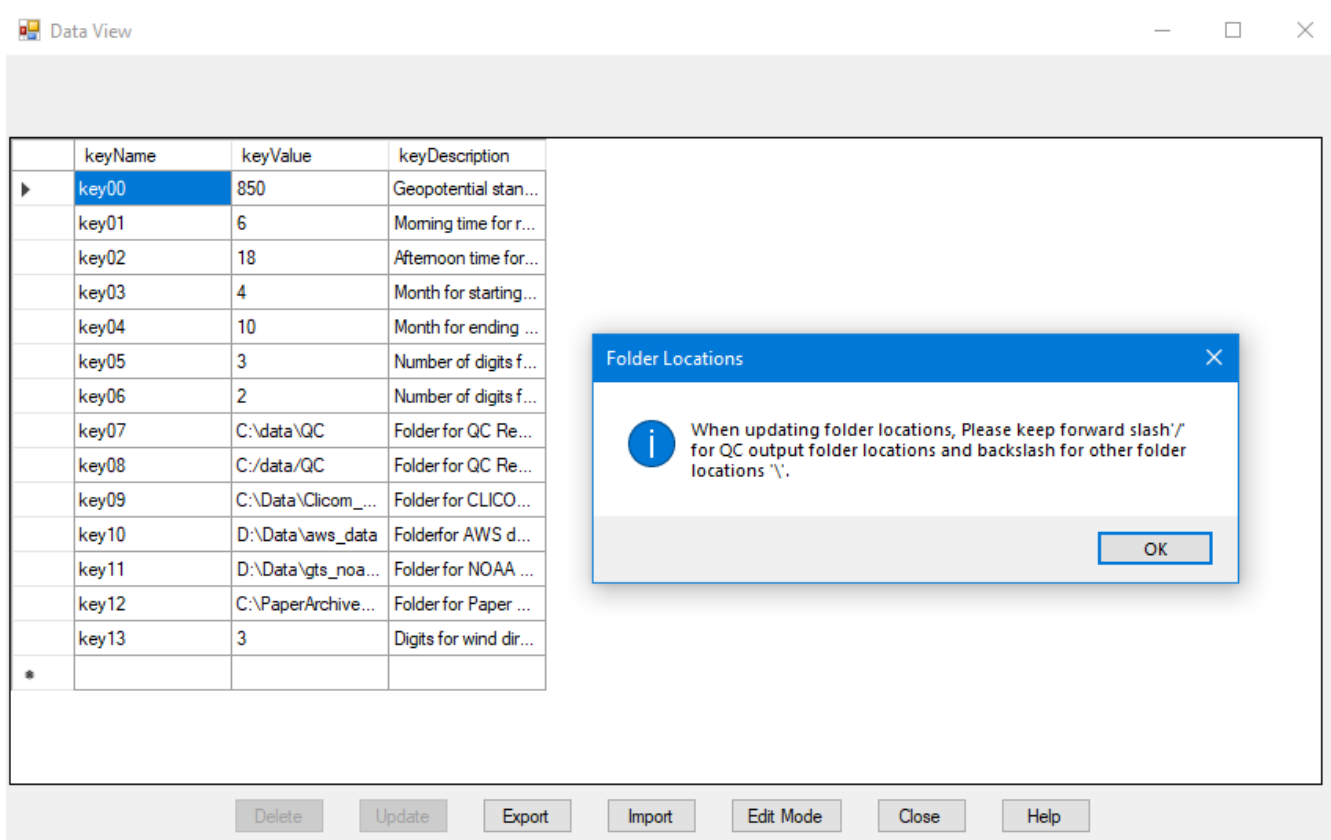 Data View
keyName keyValue keyDescription
key00 850 Geopotential stan...
key01 6 Morning time for r...
key02 18 Afternoon time for...
key03 4 Month for starting...
key04 10 Month for ending ...
key05 3 Number of digits f...
key06 2 Number of digits f...
key07 C:\data\QC Folder for QC Re...
key08 C:/data/QC Folder for QC Re...
key09 C:\Data\Clicom_... Folder for CLICO...
key10 D:\Data\aws_data Folderfor AWS d...
key11 D:\Data\gts_noa... Folder for NOAA ...
key12 C:\PaperArchive... Folder for Paper ...
key13 3 Digits for wind dir...
Folder Locations
When updating folder locations, Please keep forward slash'/'
for QC output folder locations and backslash for other folder
locations '\'.
OK
Delete Update Export Import Edit Mode Close Help